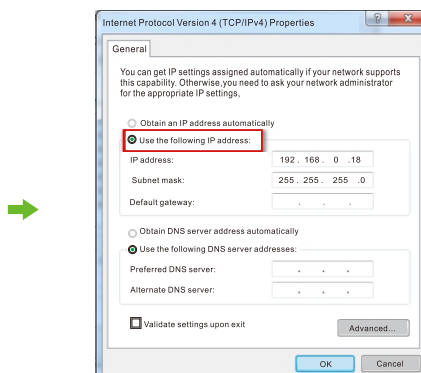 Internet Protocol Version 4 (TCP/IPv4) Properties
General
You can get IP settings assigned automatically if your network supports
this capability. Otherwise,you need to ask your network administrator
for the appropriate IP settings,
Obtain an IP address automatically
Use the following IP address:
IP address: 192. 168. 0 .18
Subnet mask: 255. 255. 255 .0
Default gateway: . . .
Obtain DNS server address automatically
Use the following DNS server addresses:
Preferred DNS server: . . .
Alternate DNS server: . . .
Validate settings upon exit
Advanced...
OK Cancel